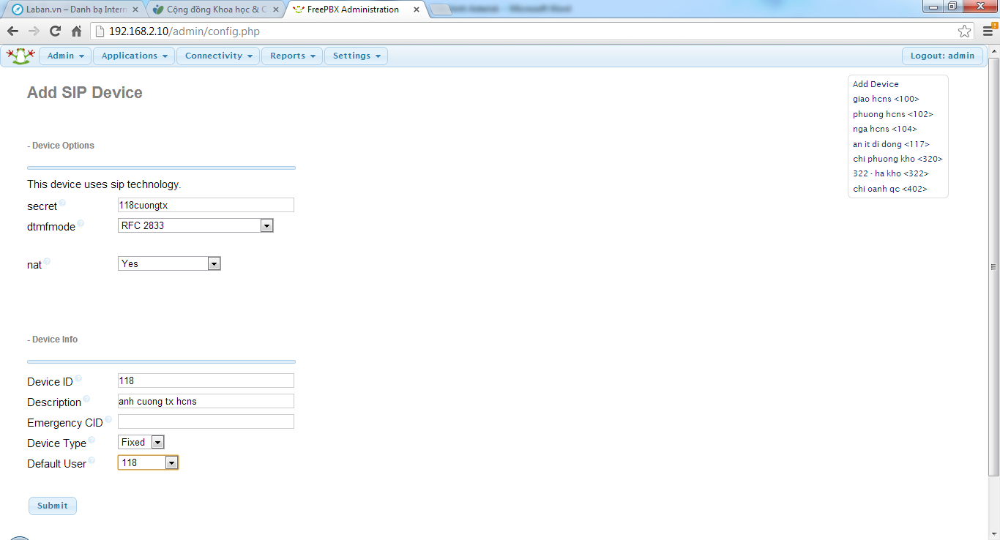 Laban.vn – Danh bạ Intern
Cộng đồng Khoa học & C
FreePBX Administration
Microsoft Word
192.168.2.10/admin/config.php
Admin
Applications
Connectivity
Reports
Settings
Logout: admin
Add SIP Device
Add Device
giao hcns <100>
phuong hcns <102>
nga hcns <104>
an it di dong <117>
chi phuong kho <320>
322 - ha kho <322>
chi oanh qc <402>
- Device Options
This device uses sip technology.
secret 118cuongtx
dtmfmode RFC 2833
nat Yes
- Device Info
Device ID 118
Description anh cuong tx hcns
Emergency CID
Device Type Fixed
Default User 118
Submit